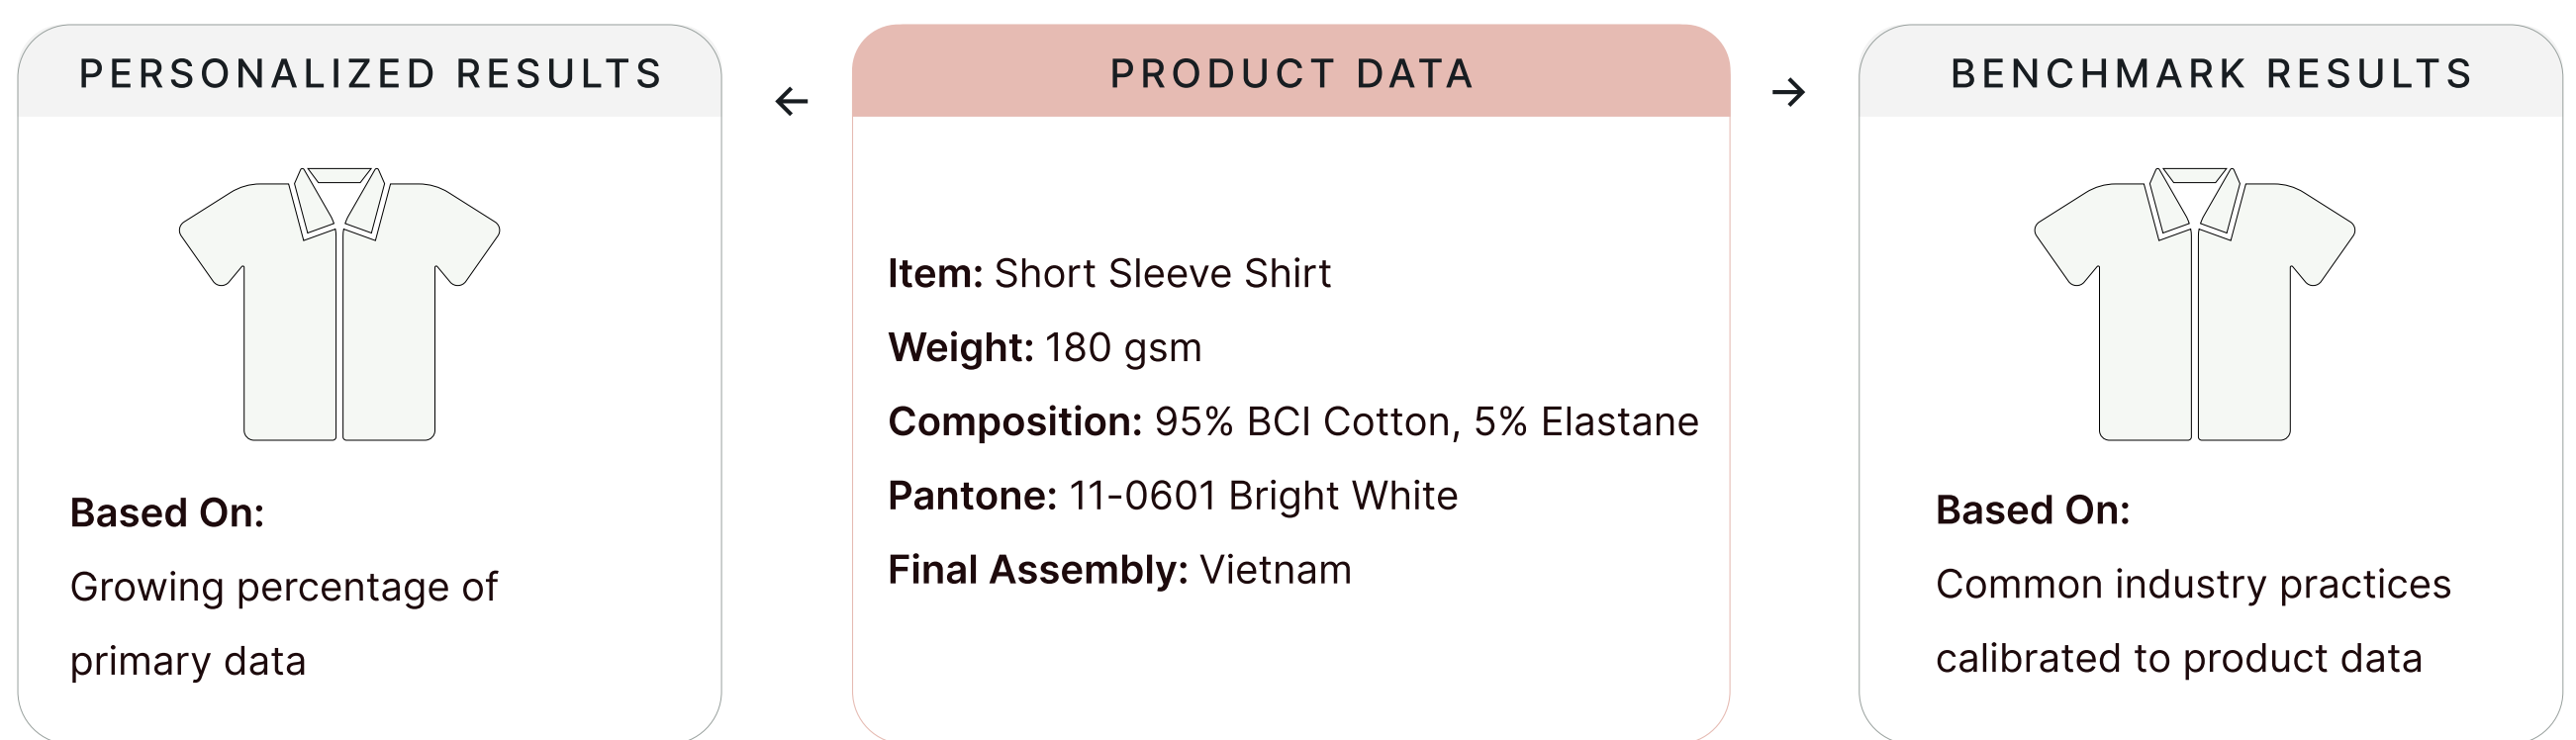 PERSONALIZED RESULTS
Based On:
Growing percentage of
primary data
←
PRODUCT DATA
Item: Short Sleeve Shirt
Weight: 180 gsm
Composition: 95% BCI Cotton, 5% Elastane
Pantone: 11-0601 Bright White
Final Assembly: Vietnam
→
BENCHMARK RESULTS
Based On:
Common industry practices
calibrated to product data